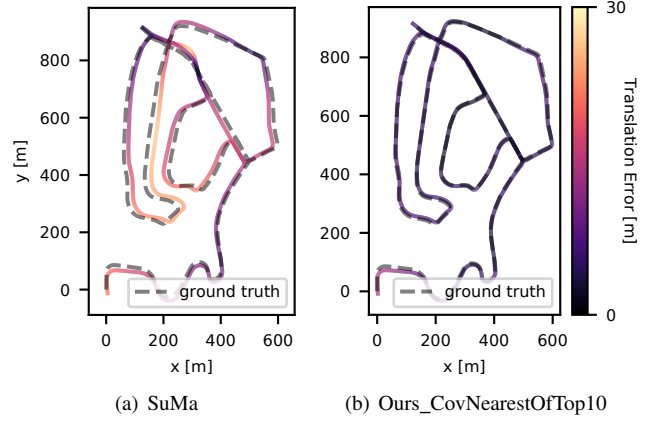 800
600
400
200
0
y [m]
0 200 400 600
x [m]
ground truth
(a) SuMa
800
600
400
200
0
0 200 400 600
x [m]
ground truth
(b) Ours_CovNearestOfTop10
30
0
Translation Error [m]